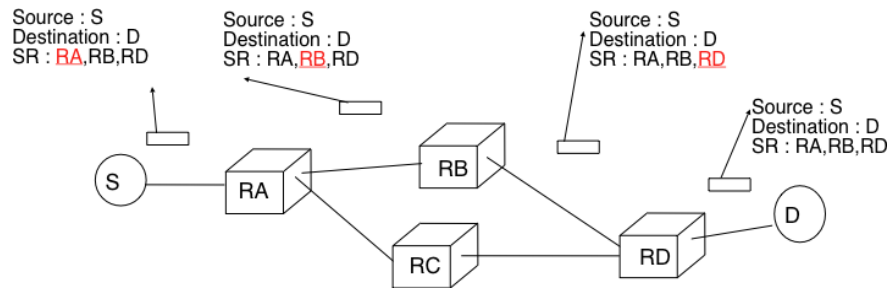 Source : S
Destination : D
SR : RA,RB,RD
Source : S
Destination : D
SR : RA,RB,RD
Source : S
Destination : D
SR : RA,RB,RD
Source : S
Destination : D
SR : RA,RB,RD
S
RA
RB
RC
RD
D